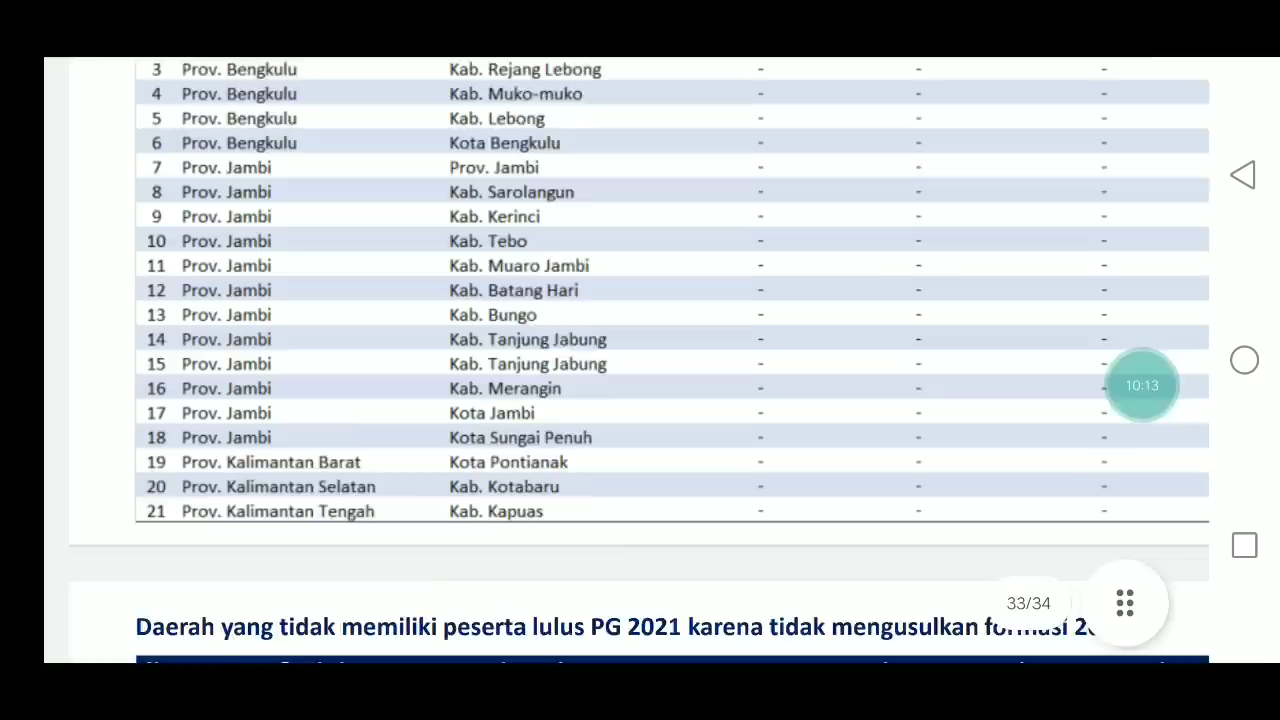 3 Prov. Bengkulu Kab. Rejang Lebong - - -
4 Prov. Bengkulu Kab. Muko-muko - - -
5 Prov. Bengkulu Kab. Lebong - - -
6 Prov. Bengkulu Kota Bengkulu - - -
7 Prov. Jambi Prov. Jambi - - -
8 Prov. Jambi Kab. Sarolangun - - -
9 Prov. Jambi Kab. Kerinci - - -
10 Prov. Jambi Kab. Tebo - - -
11 Prov. Jambi Kab. Muaro Jambi - - -
12 Prov. Jambi Kab. Batang Hari - - -
13 Prov. Jambi Kab. Bungo - - -
14 Prov. Jambi Kab. Tanjung Jabung - - -
15 Prov. Jambi Kab. Tanjung Jabung - - -
16 Prov. Jambi Kab. Merangin - - -
10:13
17 Prov. Jambi Kota Jambi - - -
18 Prov. Jambi Kota Sungai Penuh - - -
19 Prov. Kalimantan Barat Kota Pontianak - - -
20 Prov. Kalimantan Selatan Kab. Kotabaru - - -
21 Prov. Kalimantan Tengah Kab. Kapuas - - -
33/34
Daerah yang tidak memiliki peserta lulus PG 2021 karena tidak mengusulkan formasi